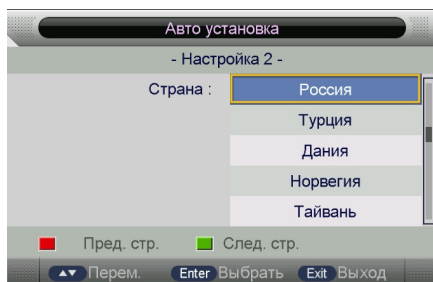 Авто установка
- Настройка 2 -
Страна : Россия
Турция
Дания
Норвегия
Тайвань
Пред. стр. След. стр.
Перем. Enter Выбрать Exit Выход